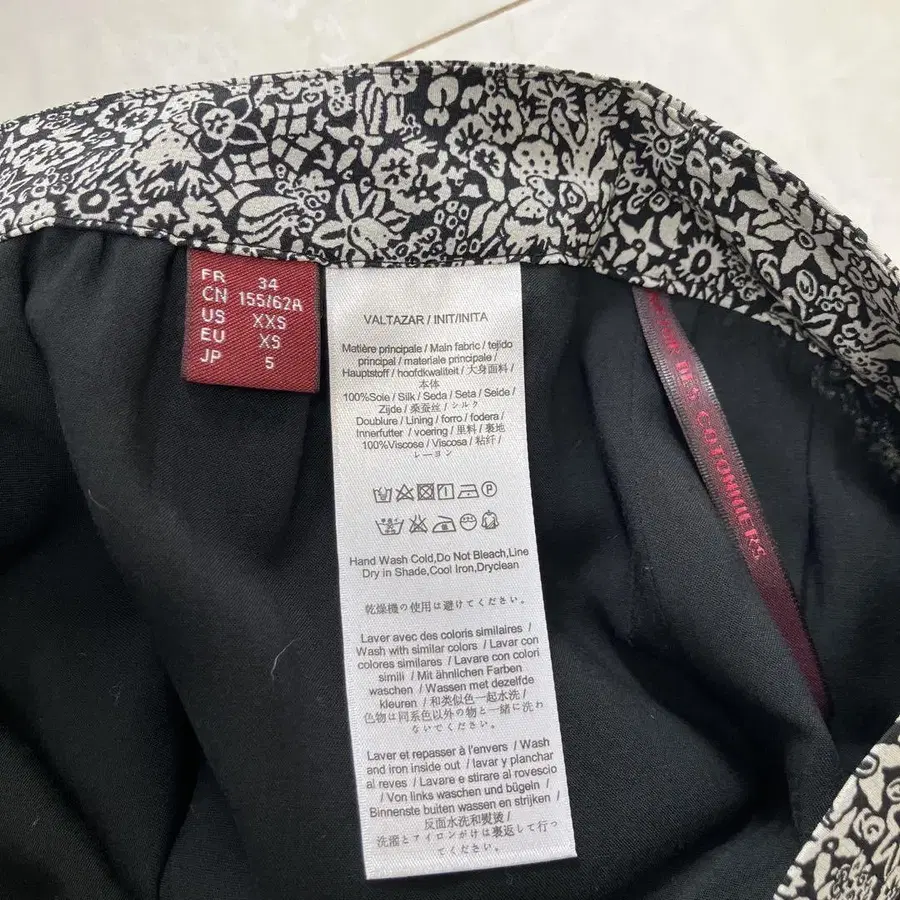 FR 34
CN 155/62A
US XXS
EU XS
JP 5
VALTAZAR / INIT/INITA
Matière principale / Main fabric / tejido
principal / materiale principale /
Hauptstoff / hoofdkwaliteit / 大身面料 /
本体
100%Soie / Silk / Seda / Seta / Seide /
Zijde / 桑蚕丝 / シルク
Doublure / Lining / forro / fodera /
Innerfutter / voering / 里料 / 裏地
100%Viscose / Viscosa / 粘纤 /
レーヨン
Hand Wash Cold,Do Not Bleach,Line
Dry in Shade,Cool Iron,Dryclean
乾燥機の使用は避けてください。
Laver avec des coloris similaires /
Wash with similar colors / Lavar con
colores similares / Lavare con colori
simili / Mit ähnlichen Farben
waschen / Wassen met dezelfde
kleuren / 和类似色一起水洗 /
色物は同系色以外の物と一緒に洗わ
ないでください。
Laver et repasser à l'envers / Wash
and iron inside out / lavar y planchar
al reves / Lavare e stirare al rovescio
/ Von links waschen und bügeln /
Binnenste buiten wassen en strijken /
反面水洗和熨烫 /
洗濯とアイロンがけは裏返して行っ
てください。
DES COTONNIERS